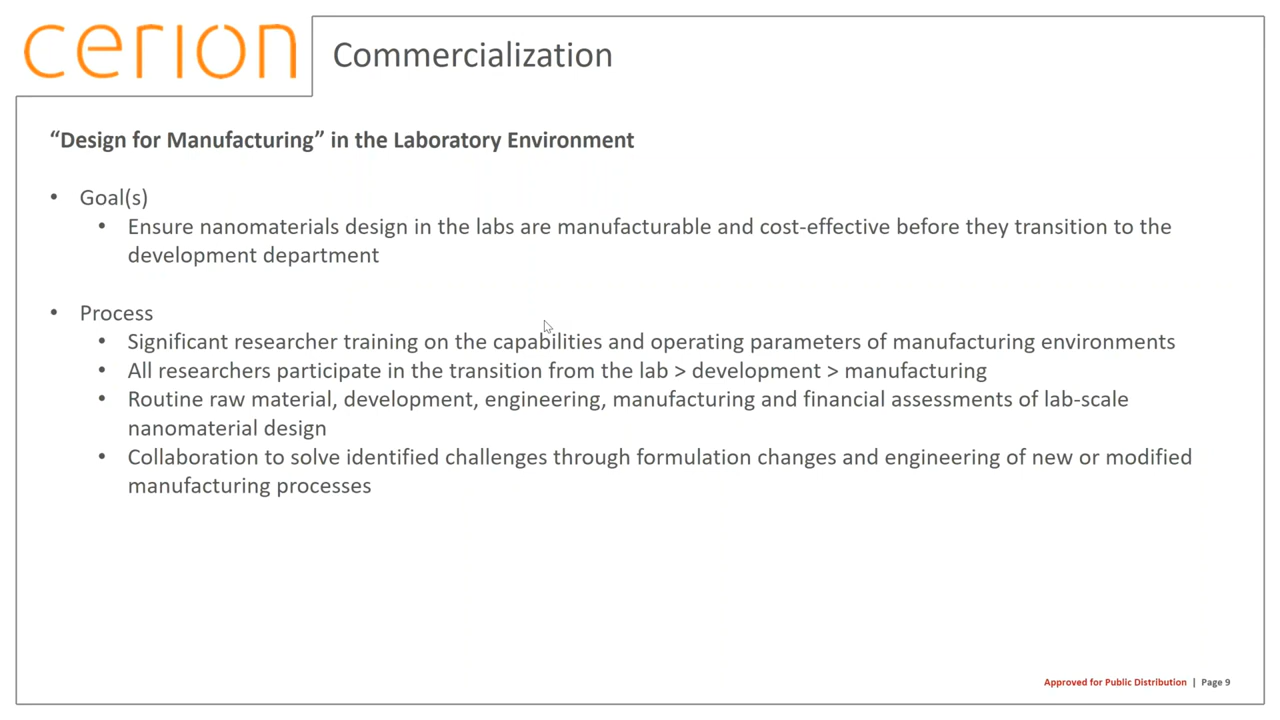 cerion
Commercialization
“Design for Manufacturing” in the Laboratory Environment
• Goal(s)
• Ensure nanomaterials design in the labs are manufacturable and cost-effective before they transition to the
development department
• Process
• Significant researcher training on the capabilities and operating parameters of manufacturing environments
• All researchers participate in the transition from the lab > development > manufacturing
• Routine raw material, development, engineering, manufacturing and financial assessments of lab-scale
nanomaterial design
• Collaboration to solve identified challenges through formulation changes and engineering of new or modified
manufacturing processes
Approved for Public Distribution | Page 9